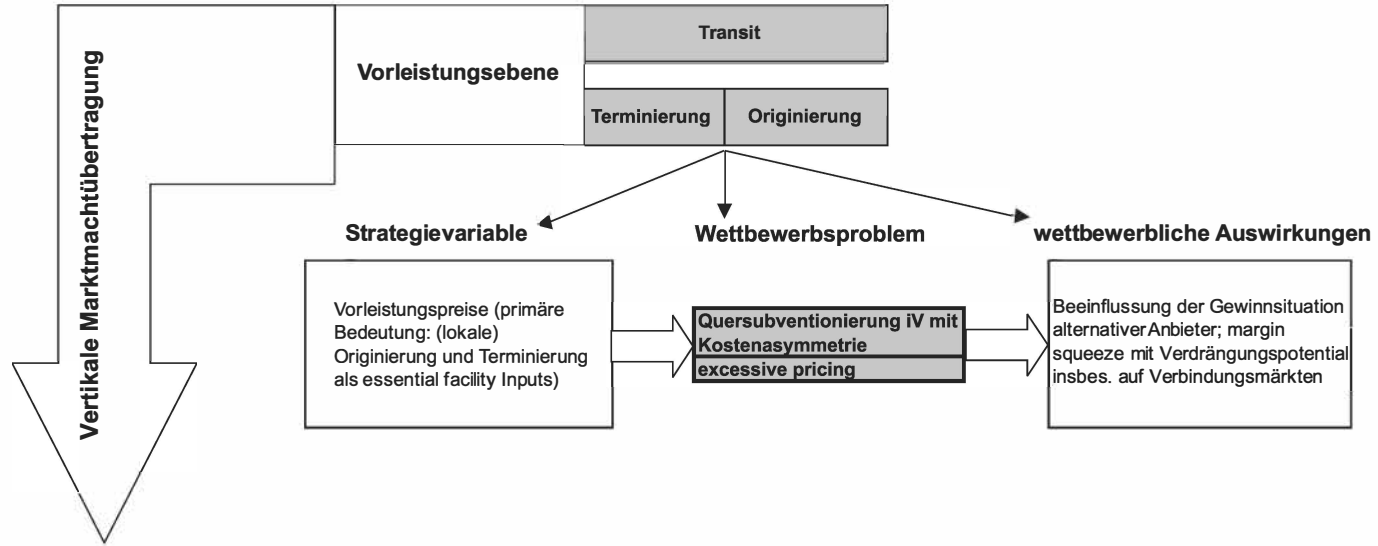 Transit
Vorleistungsebene
Terminierung
Originierung
Vertikale Marktmachtübertragung
Strategievariable
Wettbewerbsproblem
wettbewerbliche Auswirkungen
Vorleistungspreise (primäre
Bedeutung: (lokale)
Originierung und Terminierung
als essential facility Inputs)
Quersubventionierung iV mit
Kostenasymmetrie
excessive pricing
Beeinflussung der Gewinnsituation
alternativer Anbieter; margin
squeeze mit Verdrängungspotential
insbes. auf Verbindungsmärkten